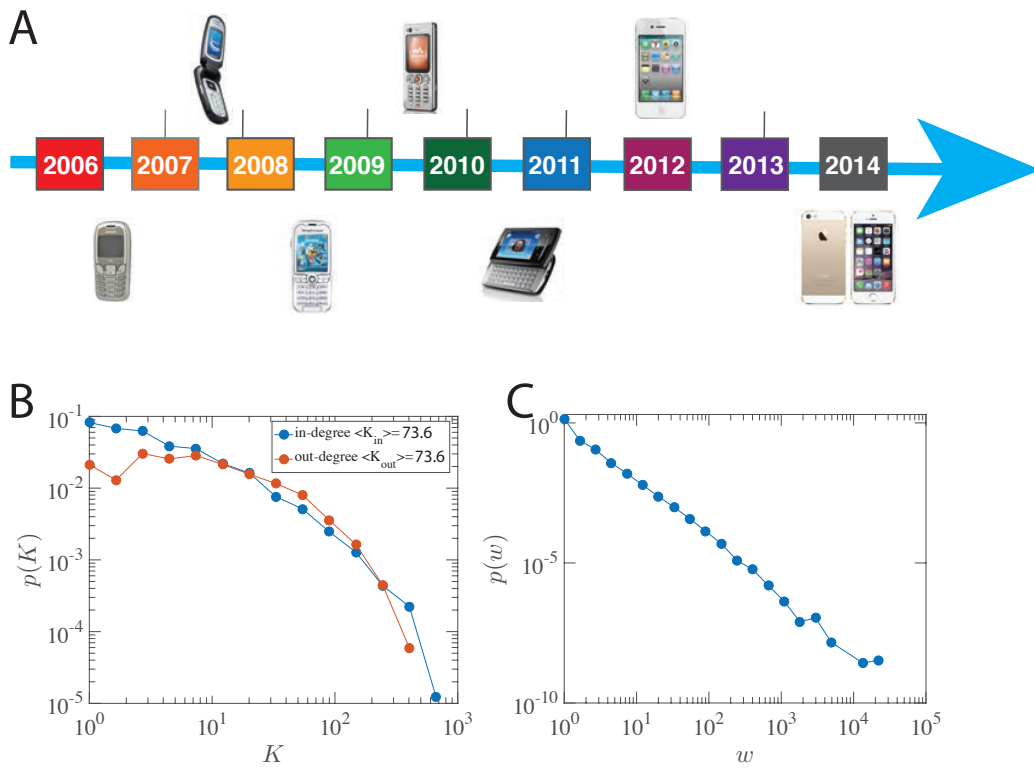 A
2006 2007 2008 2009 2010 2011 2012 2013 2014
B
10^-1
10^-2
10^-3
10^-4
10^-5
p(K)
in-degree <K_in>=73.6
out-degree <K_out>=73.6
10^0 10^1 10^2 10^3
K
C
10^0
10^-5
10^-10
p(w)
10^0 10^1 10^2 10^3 10^4 10^5
w